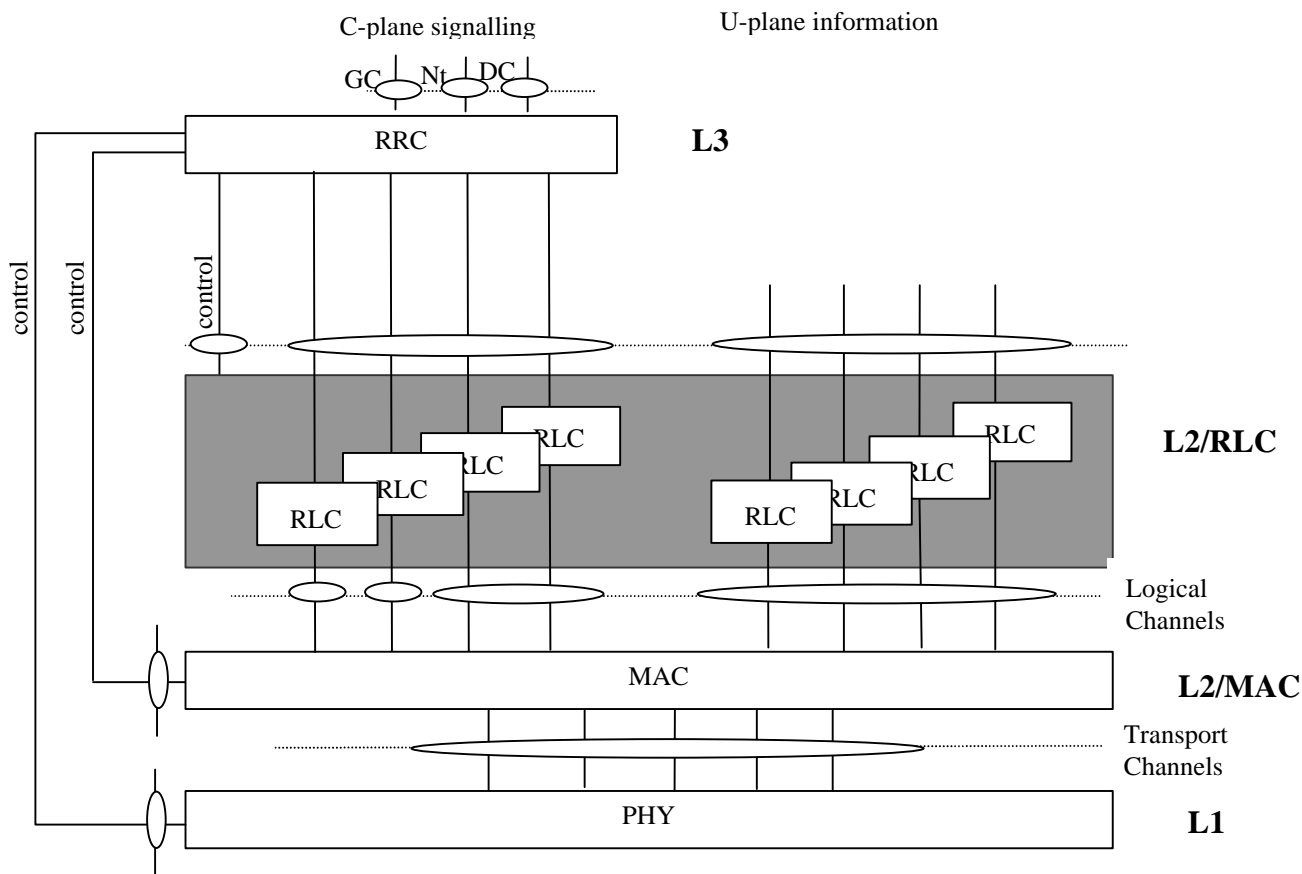 C-plane signalling
U-plane information
GC
Nt
DC
RRC
L3
control
control
control
RLC
RLC
RLC
RLC
RLC
RLC
RLC
RLC
L2/RLC
Logical
Channels
MAC
L2/MAC
Transport
Channels
PHY
L1